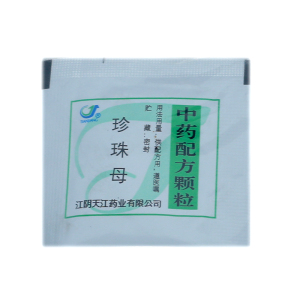 中药配方颗粒
用法用量:供配方用,遵医嘱
贮藏:密封
珍珠母
江阴天江药业有限公司